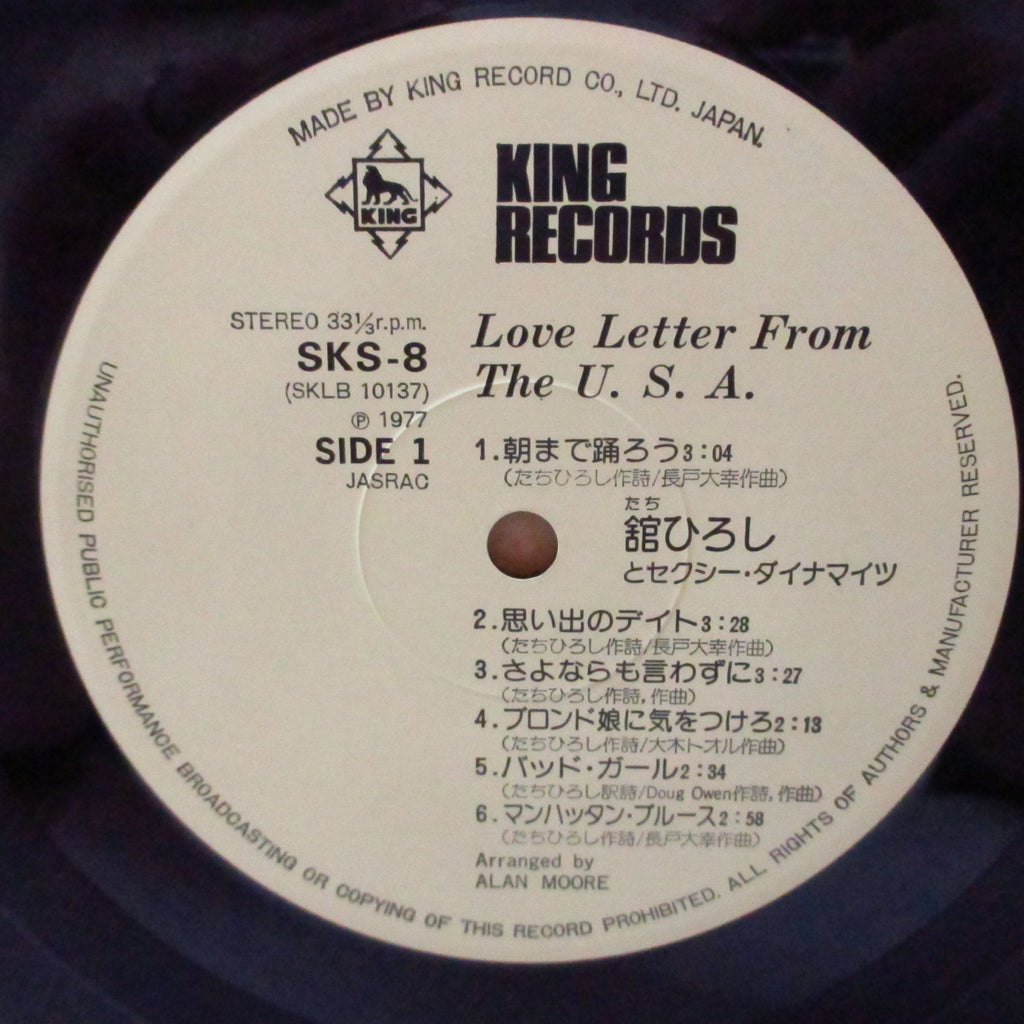 MADE BY KING RECORD CO., LTD. JAPAN.
KING
KING
RECORDS
STEREO 33⅓r.p.m.
SKS-8
(SKLB 10137)
Ⓟ 1977
SIDE 1
JASRAC
Love Letter From
The U. S. A.
1.朝まで踊ろう3:04
(たちひろし作詩/長戸大幸作曲)
たち
舘ひろし
とセクシー・ダイナマイツ
2.思い出のデイト3:28
(たちひろし作詩/長戸大幸作曲)
3.さよならも言わずに3:27
(たちひろし作詩,作曲)
4.ブロンド娘に気をつけろ2:13
(たちひろし作詩/大木トオル作曲)
5.バッド・ガール2:34
(たちひろし訳詩/Doug Owen作詩,作曲)
6.マンハッタン・ブルース2:58
(たちひろし作詩/長戸大幸作曲)
Arranged by
ALAN MOORE
UNAUTHORISED PUBLIC PERFORMANCE BROADCASTING OR COPYING OF THIS RECORD PROHIBITED. ALL RIGHTS OF AUTHORS & MANUFACTURER RESERVED.